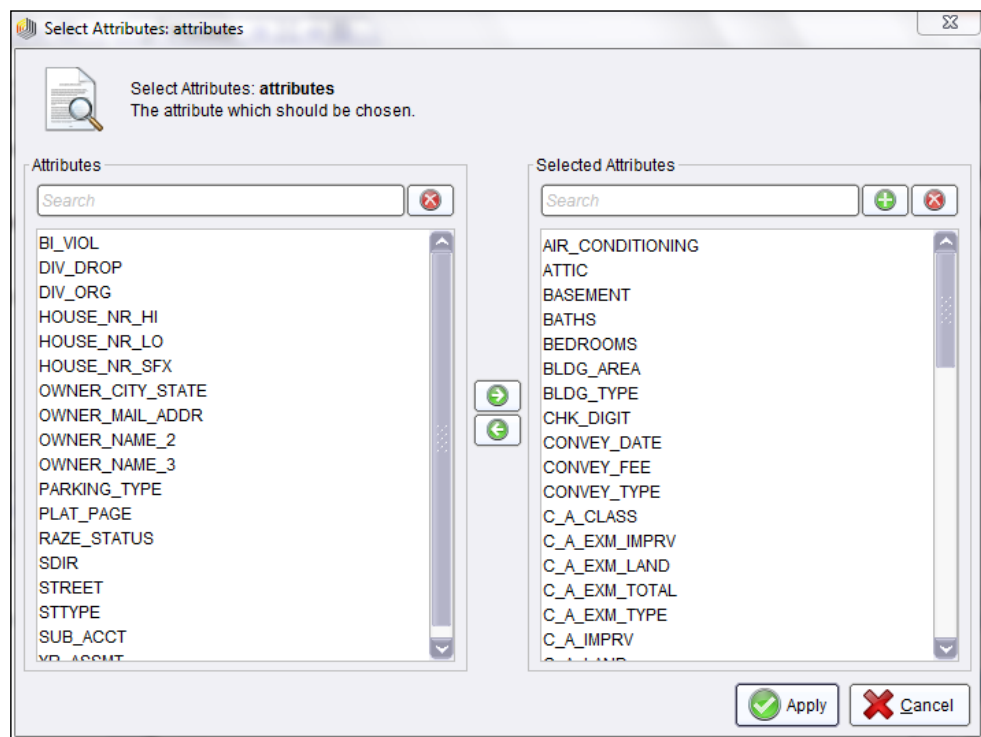 Select Attributes: attributes
Select Attributes: attributes
The attribute which should be chosen.
Attributes
Search
BI_VIOL
DIV_DROP
DIV_ORG
HOUSE_NR_HI
HOUSE_NR_LO
HOUSE_NR_SFX
OWNER_CITY_STATE
OWNER_MAIL_ADDR
OWNER_NAME_2
OWNER_NAME_3
PARKING_TYPE
PLAT_PAGE
RAZE_STATUS
SDIR
STREET
STTYPE
SUB_ACCT
YR_ASSMT
Selected Attributes
Search
AIR_CONDITIONING
ATTIC
BASEMENT
BATHS
BEDROOMS
BLDG_AREA
BLDG_TYPE
CHK_DIGIT
CONVEY_DATE
CONVEY_FEE
CONVEY_TYPE
C_A_CLASS
C_A_EXM_IMPRV
C_A_EXM_LAND
C_A_EXM_TOTAL
C_A_EXM_TYPE
C_A_IMPRV
C_A_LAND
Apply
Cancel